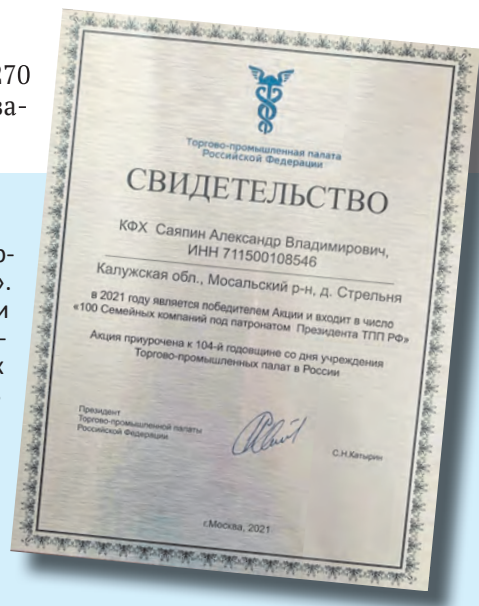 270
за-
р-
».
и
-
х
Торгово-промышленная палата
Российской Федерации
СВИДЕТЕЛЬСТВО
КФХ Саяпин Александр Владимирович,
ИНН 711500108546
Калужская обл., Мосальский р-н, д. Стрельня
в 2021 году является победителем Акции и входит в число
«100 Семейных компаний под патронатом Президента ТПП РФ»
Акция приурочена к 104-й годовщине со дня учреждения
Торгово-промышленных палат в России
Президент
Торгово-промышленной палаты
Российской Федерации
С.Н.Катырин
г.Москва, 2021